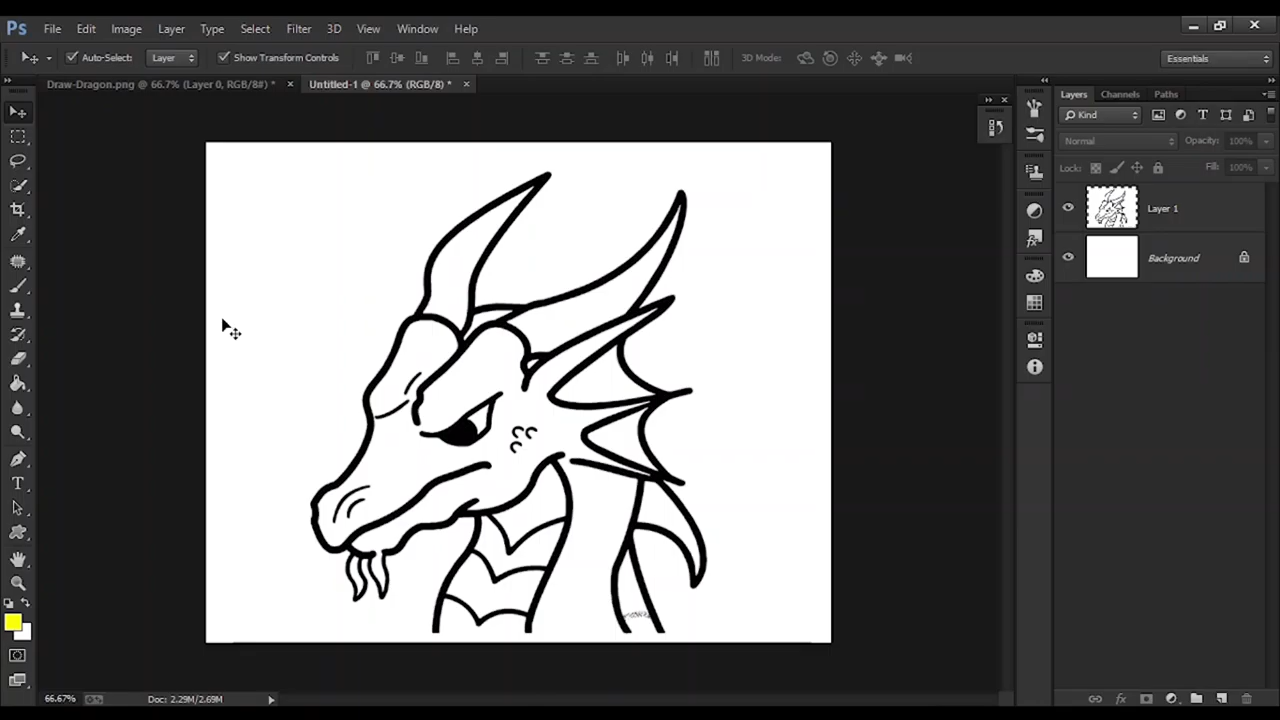 Ps File Edit Image Layer Type Select Filter 3D View Window Help
Auto-Select: Layer Show Transform Controls 3D Mode: Essentials
Draw-Dragon.png @ 66.7% (Layer 0, RGB/8#) * × Untitled-1 @ 66.7% (RGB/8) * ×
Layers Channels Paths
Kind
Normal Opacity: 100%
Lock: Fill: 100%
Layer 1
Background
T
66.67% Doc: 2.29M/2.69M